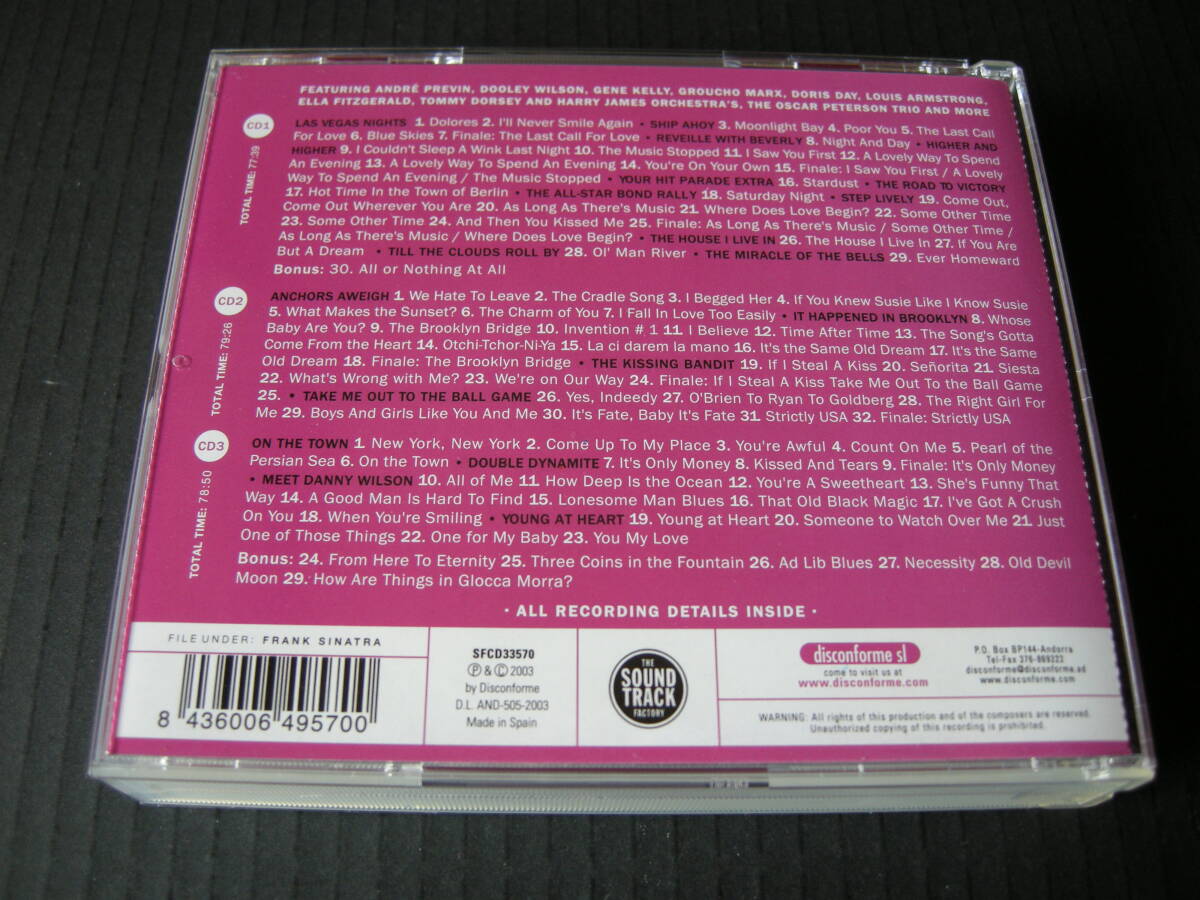 FEATURING ANDRÉ PREVIN, DOOLEY WILSON, GENE KELLY, GROUCHO MARX, DORIS DAY, LOUIS ARMSTRONG,
ELLA FITZGERALD, TOMMY DORSEY AND HARRY JAMES ORCHESTRA'S, THE OSCAR PETERSON TRIO AND MORE
CD1
TOTAL TIME: 77:39
LAS VEGAS NIGHTS 1. Dolores 2. I'll Never Smile Again • SHIP AHOY 3. Moonlight Bay 4. Poor You 5. The Last Call
For Love 6. Blue Skies 7. Finale: The Last Call For Love • REVEILLE WITH BEVERLY 8. Night And Day • HIGHER AND
HIGHER 9. I Couldn't Sleep A Wink Last Night 10. The Music Stopped 11. I Saw You First 12. A Lovely Way To Spend
An Evening 13. A Lovely Way To Spend An Evening 14. You're On Your Own 15. Finale: I Saw You First / A Lovely
Way To Spend An Evening / The Music Stopped • YOUR HIT PARADE EXTRA 16. Stardust • THE ROAD TO VICTORY
17. Hot Time In the Town of Berlin • THE ALL-STAR BOND RALLY 18. Saturday Night • STEP LIVELY 19. Come Out,
Come Out Wherever You Are 20. As Long As There's Music 21. Where Does Love Begin? 22. Some Other Time
23. Some Other Time 24. And Then You Kissed Me 25. Finale: As Long As There's Music / Some Other Time /
As Long As There's Music / Where Does Love Begin? • THE HOUSE I LIVE IN 26. The House I Live In 27. If You Are
But A Dream • TILL THE CLOUDS ROLL BY 28. Ol' Man River • THE MIRACLE OF THE BELLS 29. Ever Homeward
Bonus: 30. All or Nothing At All
CD2
TOTAL TIME: 79:26
ANCHORS AWEIGH 1. We Hate To Leave 2. The Cradle Song 3. I Begged Her 4. If You Knew Susie Like I Know Susie
5. What Makes the Sunset? 6. The Charm of You 7. I Fall In Love Too Easily • IT HAPPENED IN BROOKLYN 8. Whose
Baby Are You? 9. The Brooklyn Bridge 10. Invention # 1 11. I Believe 12. Time After Time 13. The Song's Gotta
Come From the Heart 14. Otchi-Tchor-Ni-Ya 15. La ci darem la mano 16. It's the Same Old Dream 17. It's the Same
Old Dream 18. Finale: The Brooklyn Bridge • THE KISSING BANDIT 19. If I Steal A Kiss 20. Señorita 21. Siesta
22. What's Wrong with Me? 23. We're on Our Way 24. Finale: If I Steal A Kiss Take Me Out To the Ball Game
25. • TAKE ME OUT TO THE BALL GAME 26. Yes, Indeedy 27. O'Brien To Ryan To Goldberg 28. The Right Girl For
Me 29. Boys And Girls Like You And Me 30. It's Fate, Baby It's Fate 31. Strictly USA 32. Finale: Strictly USA
CD3
TOTAL TIME: 78:50
ON THE TOWN 1. New York, New York 2. Come Up To My Place 3. You're Awful 4. Count On Me 5. Pearl of the
Persian Sea 6. On the Town • DOUBLE DYNAMITE 7. It's Only Money 8. Kissed And Tears 9. Finale: It's Only Money
• MEET DANNY WILSON 10. All of Me 11. How Deep Is the Ocean 12. You're A Sweetheart 13. She's Funny That
Way 14. A Good Man Is Hard To Find 15. Lonesome Man Blues 16. That Old Black Magic 17. I've Got A Crush
On You 18. When You're Smiling • YOUNG AT HEART 19. Young at Heart 20. Someone to Watch Over Me 21. Just
One of Those Things 22. One for My Baby 23. You My Love
Bonus: 24. From Here To Eternity 25. Three Coins in the Fountain 26. Ad Lib Blues 27. Necessity 28. Old Devil
Moon 29. How Are Things in Glocca Morra?
• ALL RECORDING DETAILS INSIDE •
FILE UNDER: FRANK SINATRA
8 436006 495700
SFCD33570
Ⓟ & © 2003
by Disconforme
D.L. AND-505-2003
Made in Spain
THE
SOUND
TRACK
FACTORY
disconforme sl
come to visit us at
www.disconforme.com
P.O. Box BP144-Andorra
Tel-Fax 376-869222
disconforme@disconforme.ad
www.disconforme.com
WARNING: All rights of this production and of the composers are reserved.
Unauthorized copying of this recording is prohibited.